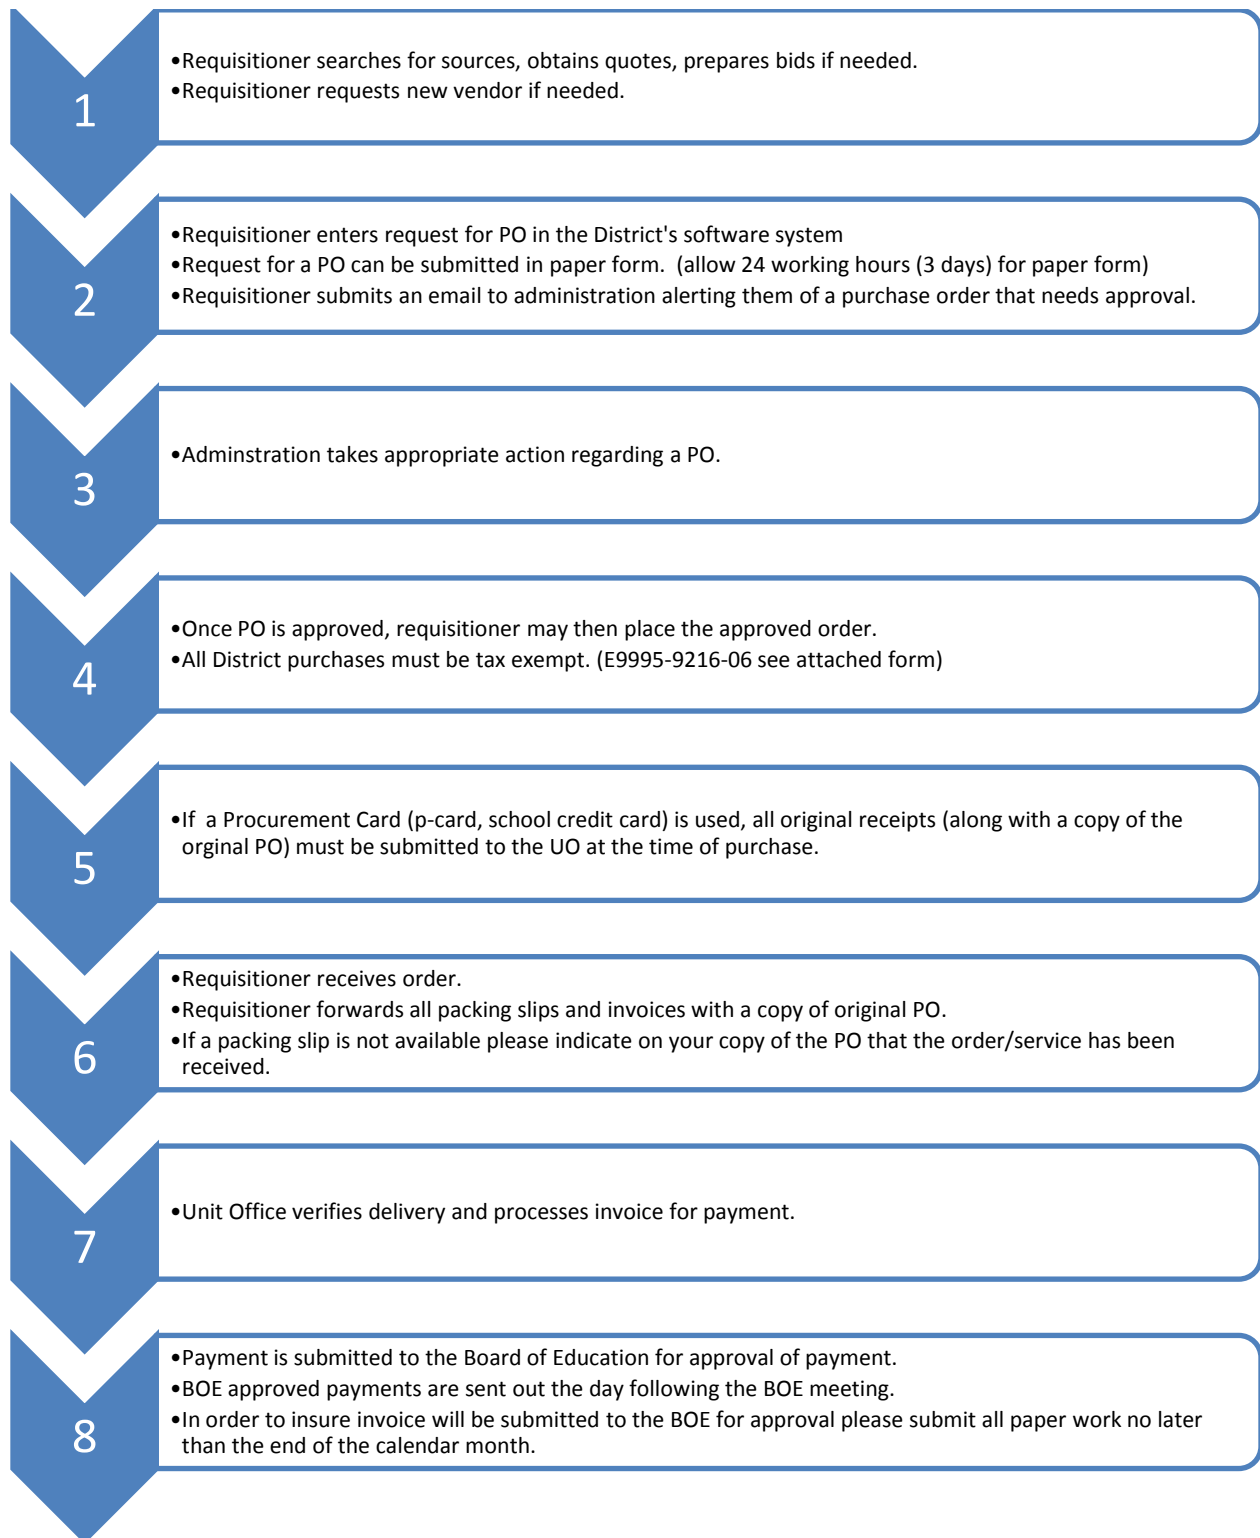 1
•Requisitioner searches for sources, obtains quotes, prepares bids if needed.
•Requisitioner requests new vendor if needed.
2
•Requisitioner enters request for PO in the District's software system
•Request for a PO can be submitted in paper form.  (allow 24 working hours (3 days) for paper form)
•Requisitioner submits an email to administration alerting them of a purchase order that needs approval.
3
•Adminstration takes appropriate action regarding a PO.
4
•Once PO is approved, requisitioner may then place the approved order.
•All District purchases must be tax exempt. (E9995-9216-06 see attached form)
5
•If  a Procurement Card (p-card, school credit card) is used, all original receipts (along with a copy of the
orginal PO) must be submitted to the UO at the time of purchase.
6
•Requisitioner receives order.
•Requisitioner forwards all packing slips and invoices with a copy of original PO.
•If a packing slip is not available please indicate on your copy of the PO that the order/service has been
received.
7
•Unit Office verifies delivery and processes invoice for payment.
8
•Payment is submitted to the Board of Education for approval of payment.
•BOE approved payments are sent out the day following the BOE meeting.
•In order to insure invoice will be submitted to the BOE for approval please submit all paper work no later
than the end of the calendar month.